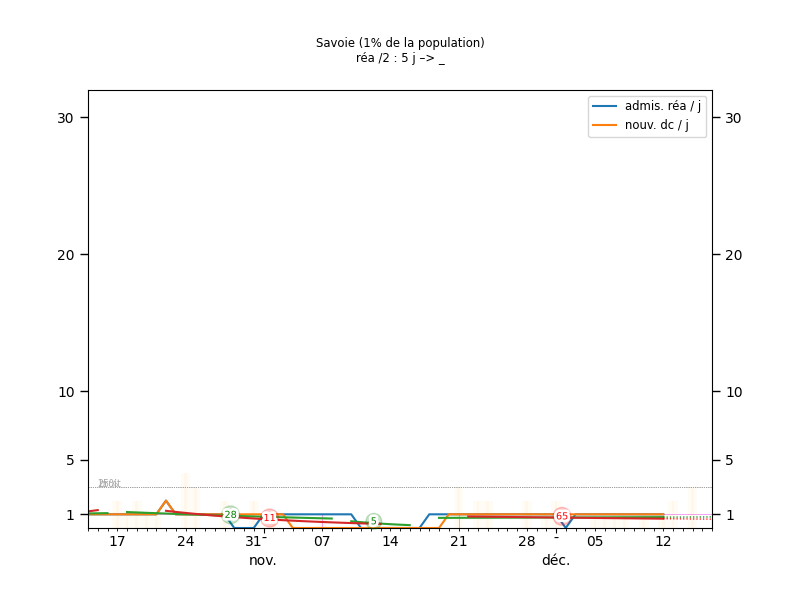 Savoie (1% de la population)
réa /2 : 5 j –> _
admis. réa / j
nouv. dc / j
30 30
20 20
10 10
5 5
1 1
28 11 5 65
17 24 31 07 14 21 28 05 12
nov. déc.